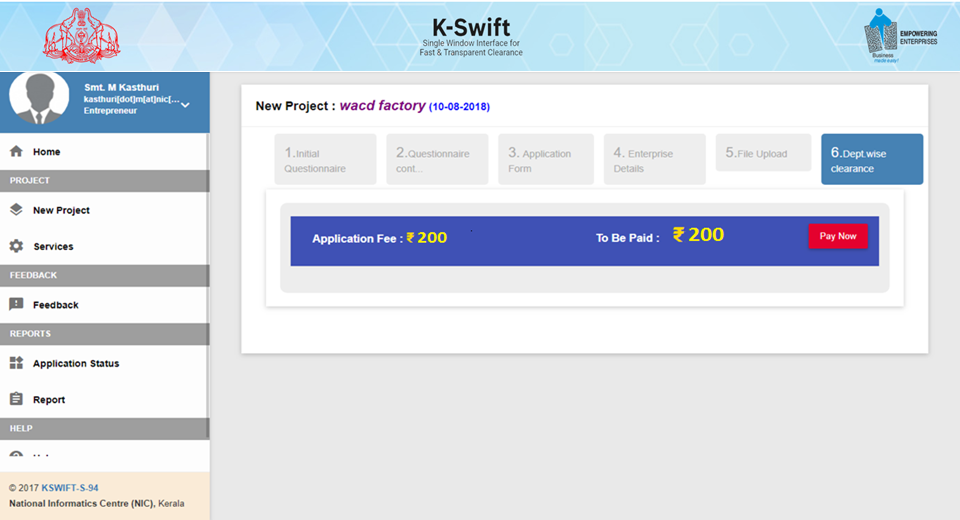 K-Swift
Single Window Interface for
Fast & Transparent Clearance
EMPOWERING
ENTERPRISES
Business
made easy!
Smt. M Kasthuri
kasthuri[dot]m[at]nic[...
Entrepreneur
Home
PROJECT
New Project
Services
FEEDBACK
Feedback
REPORTS
Application Status
Report
HELP
© 2017 KSWIFT-S-94
National Informatics Centre (NIC), Kerala
New Project : wacd factory (10-08-2018)
1.Initial
Questionnaire
2.Questionnaire
cont...
3. Application
Form
4. Enterprise
Details
5.File Upload
6.Dept.wise
clearance
Application Fee : ₹ 200
To Be Paid : ₹ 200
Pay Now